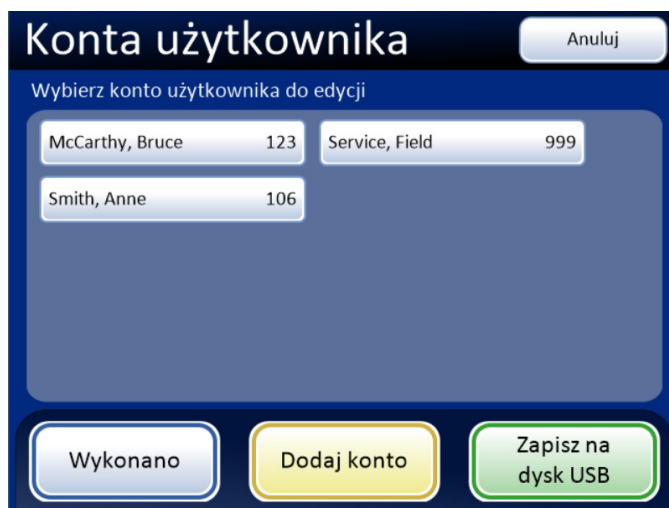 Konta użytkownika
Anuluj
Wybierz konto użytkownika do edycji
McCarthy, Bruce 123
Service, Field 999
Smith, Anne 106
Wykonano
Dodaj konto
Zapisz na
dysk USB